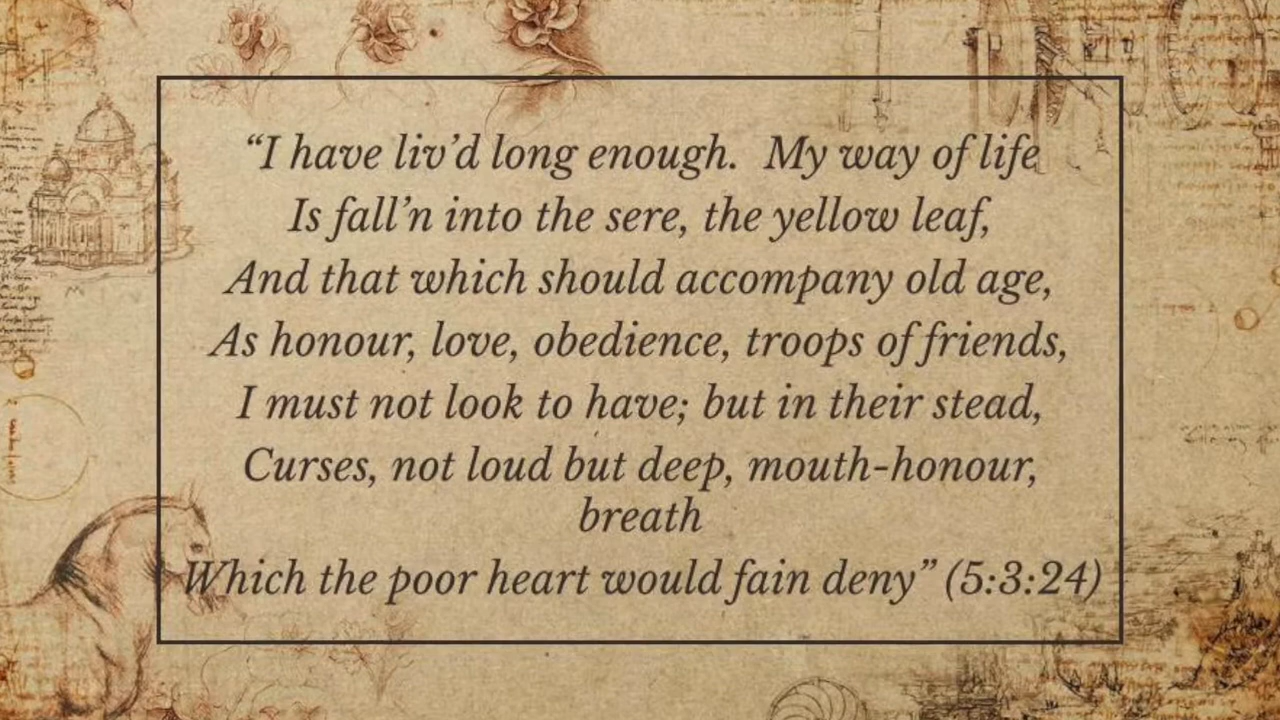 “I have liv’d long enough.  My way of life
Is fall’n into the sere, the yellow leaf,
And that which should accompany old age,
As honour, love, obedience, troops of friends,
I must not look to have; but in their stead,
Curses, not loud but deep, mouth-honour,
breath
Which the poor heart would fain deny” (5:3:24)